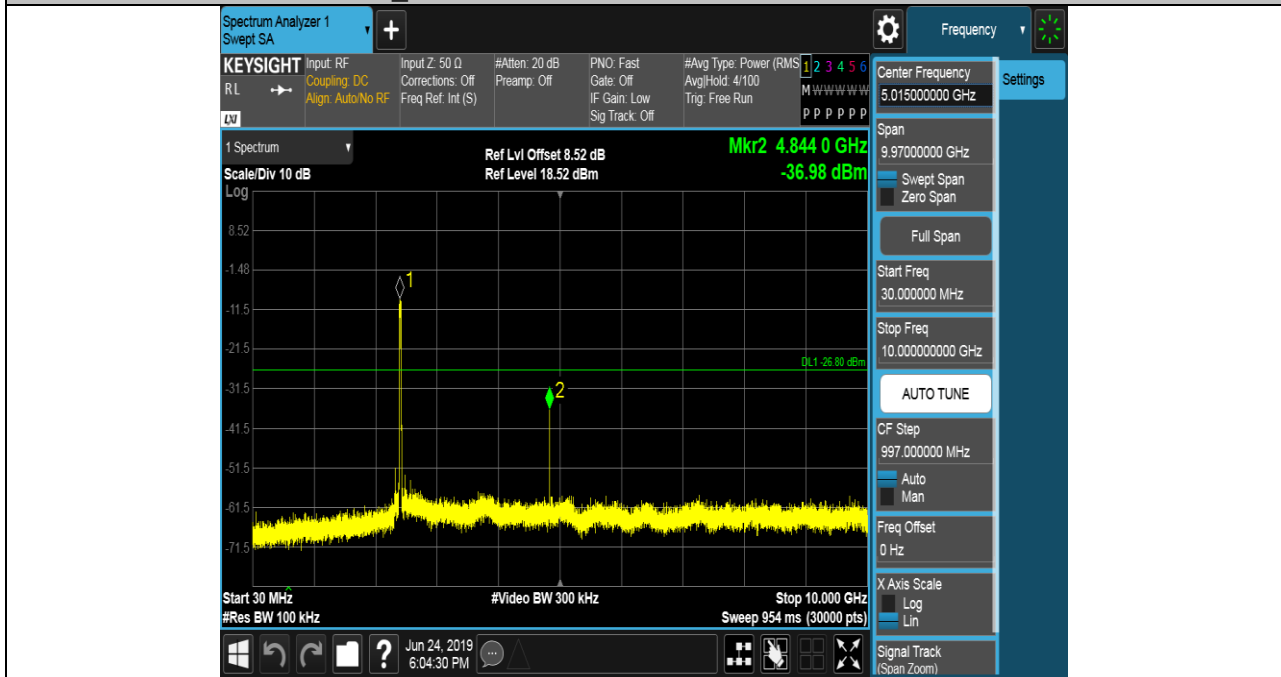 Spectrum Analyzer 1
Swept SA
Frequency
KEYSIGHT
RL
LXI
Input: RF
Coupling: DC
Align: Auto/No RF
Input Z: 50 Ω
Corrections: Off
Freq Ref: Int (S)
#Atten: 20 dB
Preamp: Off
PNO: Fast
Gate: Off
IF Gain: Low
Sig Track: Off
#Avg Type: Power (RMS
Avg|Hold: 4/100
Trig: Free Run
1 2 3 4 5 6
M W W W W W
P P P P P P
1 Spectrum
Scale/Div 10 dB
Ref Lvl Offset 8.52 dB
Ref Level 18.52 dBm
Mkr2 4.844 0 GHz
-36.98 dBm
Log
8.52
-1.48
-11.5
-21.5
-31.5
-41.5
-51.5
-61.5
-71.5
1
DL1 -26.80 dBm
2
Start 30 MHz
#Res BW 100 kHz
#Video BW 300 kHz
Stop 10.000 GHz
Sweep 954 ms (30000 pts)
Jun 24, 2019
6:04:30 PM
Center Frequency
5.015000000 GHz
Span
9.97000000 GHz
Swept Span
Zero Span
Full Span
Start Freq
30.000000 MHz
Stop Freq
10.000000000 GHz
AUTO TUNE
CF Step
997.000000 MHz
Auto
Man
Freq Offset
0 Hz
X Axis Scale
Log
Lin
Signal Track
(Span Zoom)
Settings